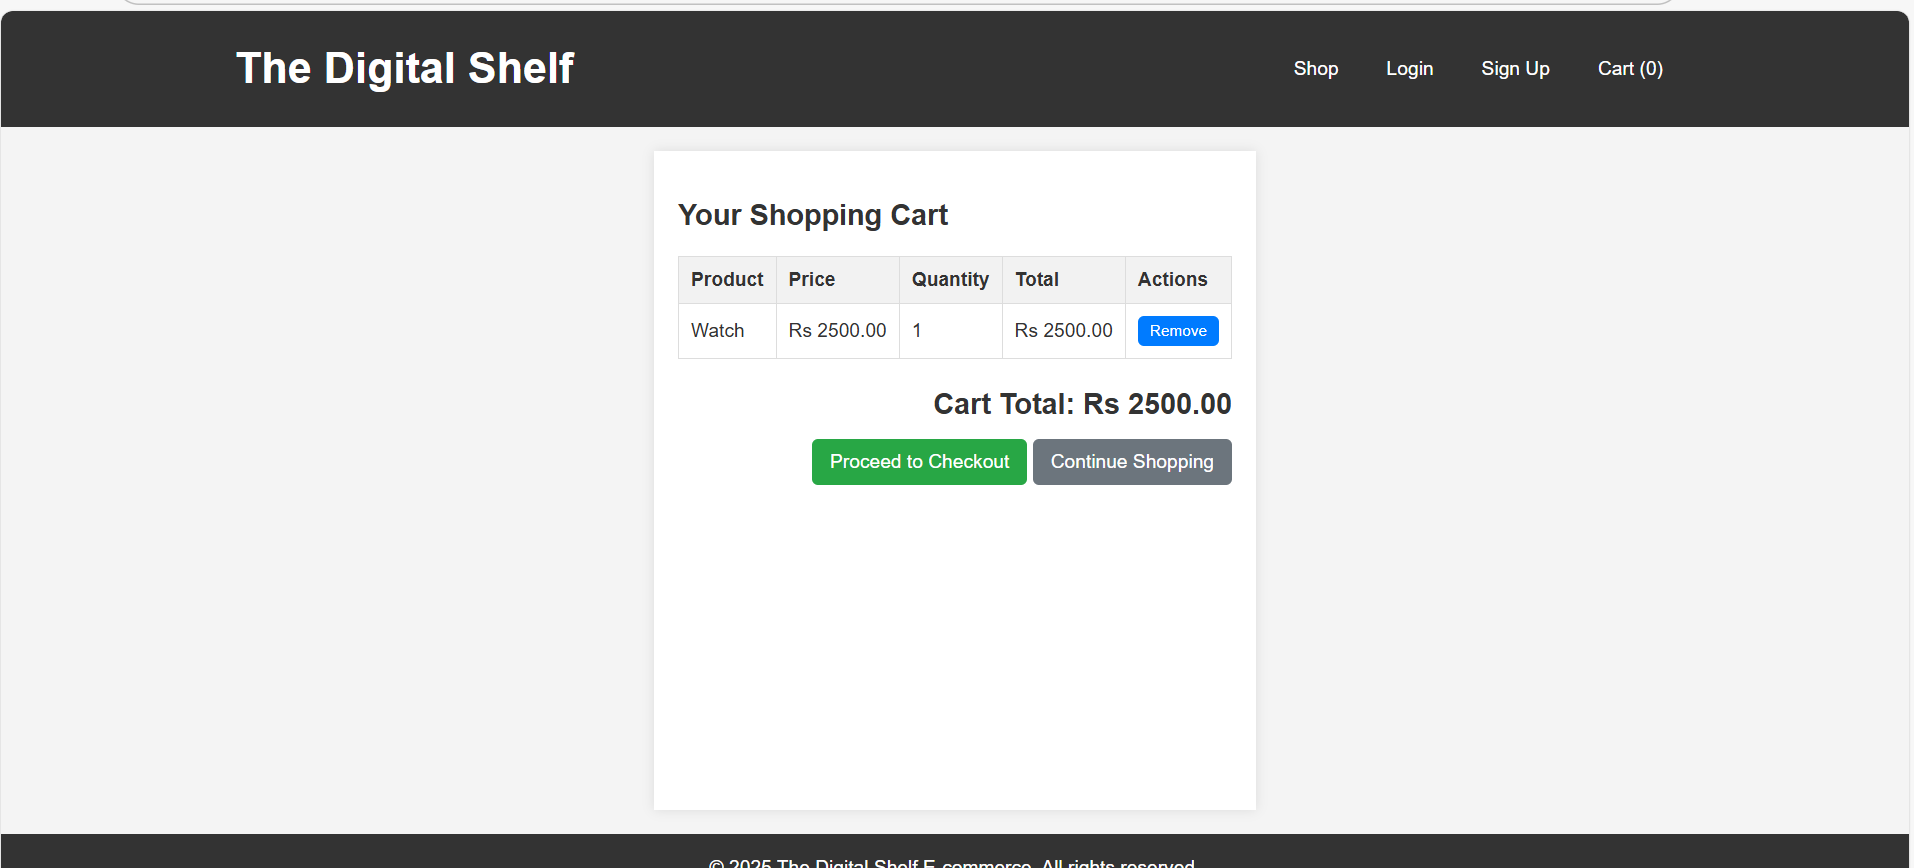 The Digital Shelf
Shop Login Sign Up Cart (0)
Your Shopping Cart
Product Price Quantity Total Actions
Watch Rs 2500.00 1 Rs 2500.00 Remove
Cart Total: Rs 2500.00
Proceed to Checkout Continue Shopping
© 2025 The Digital Shelf E-commerce. All rights reserved.